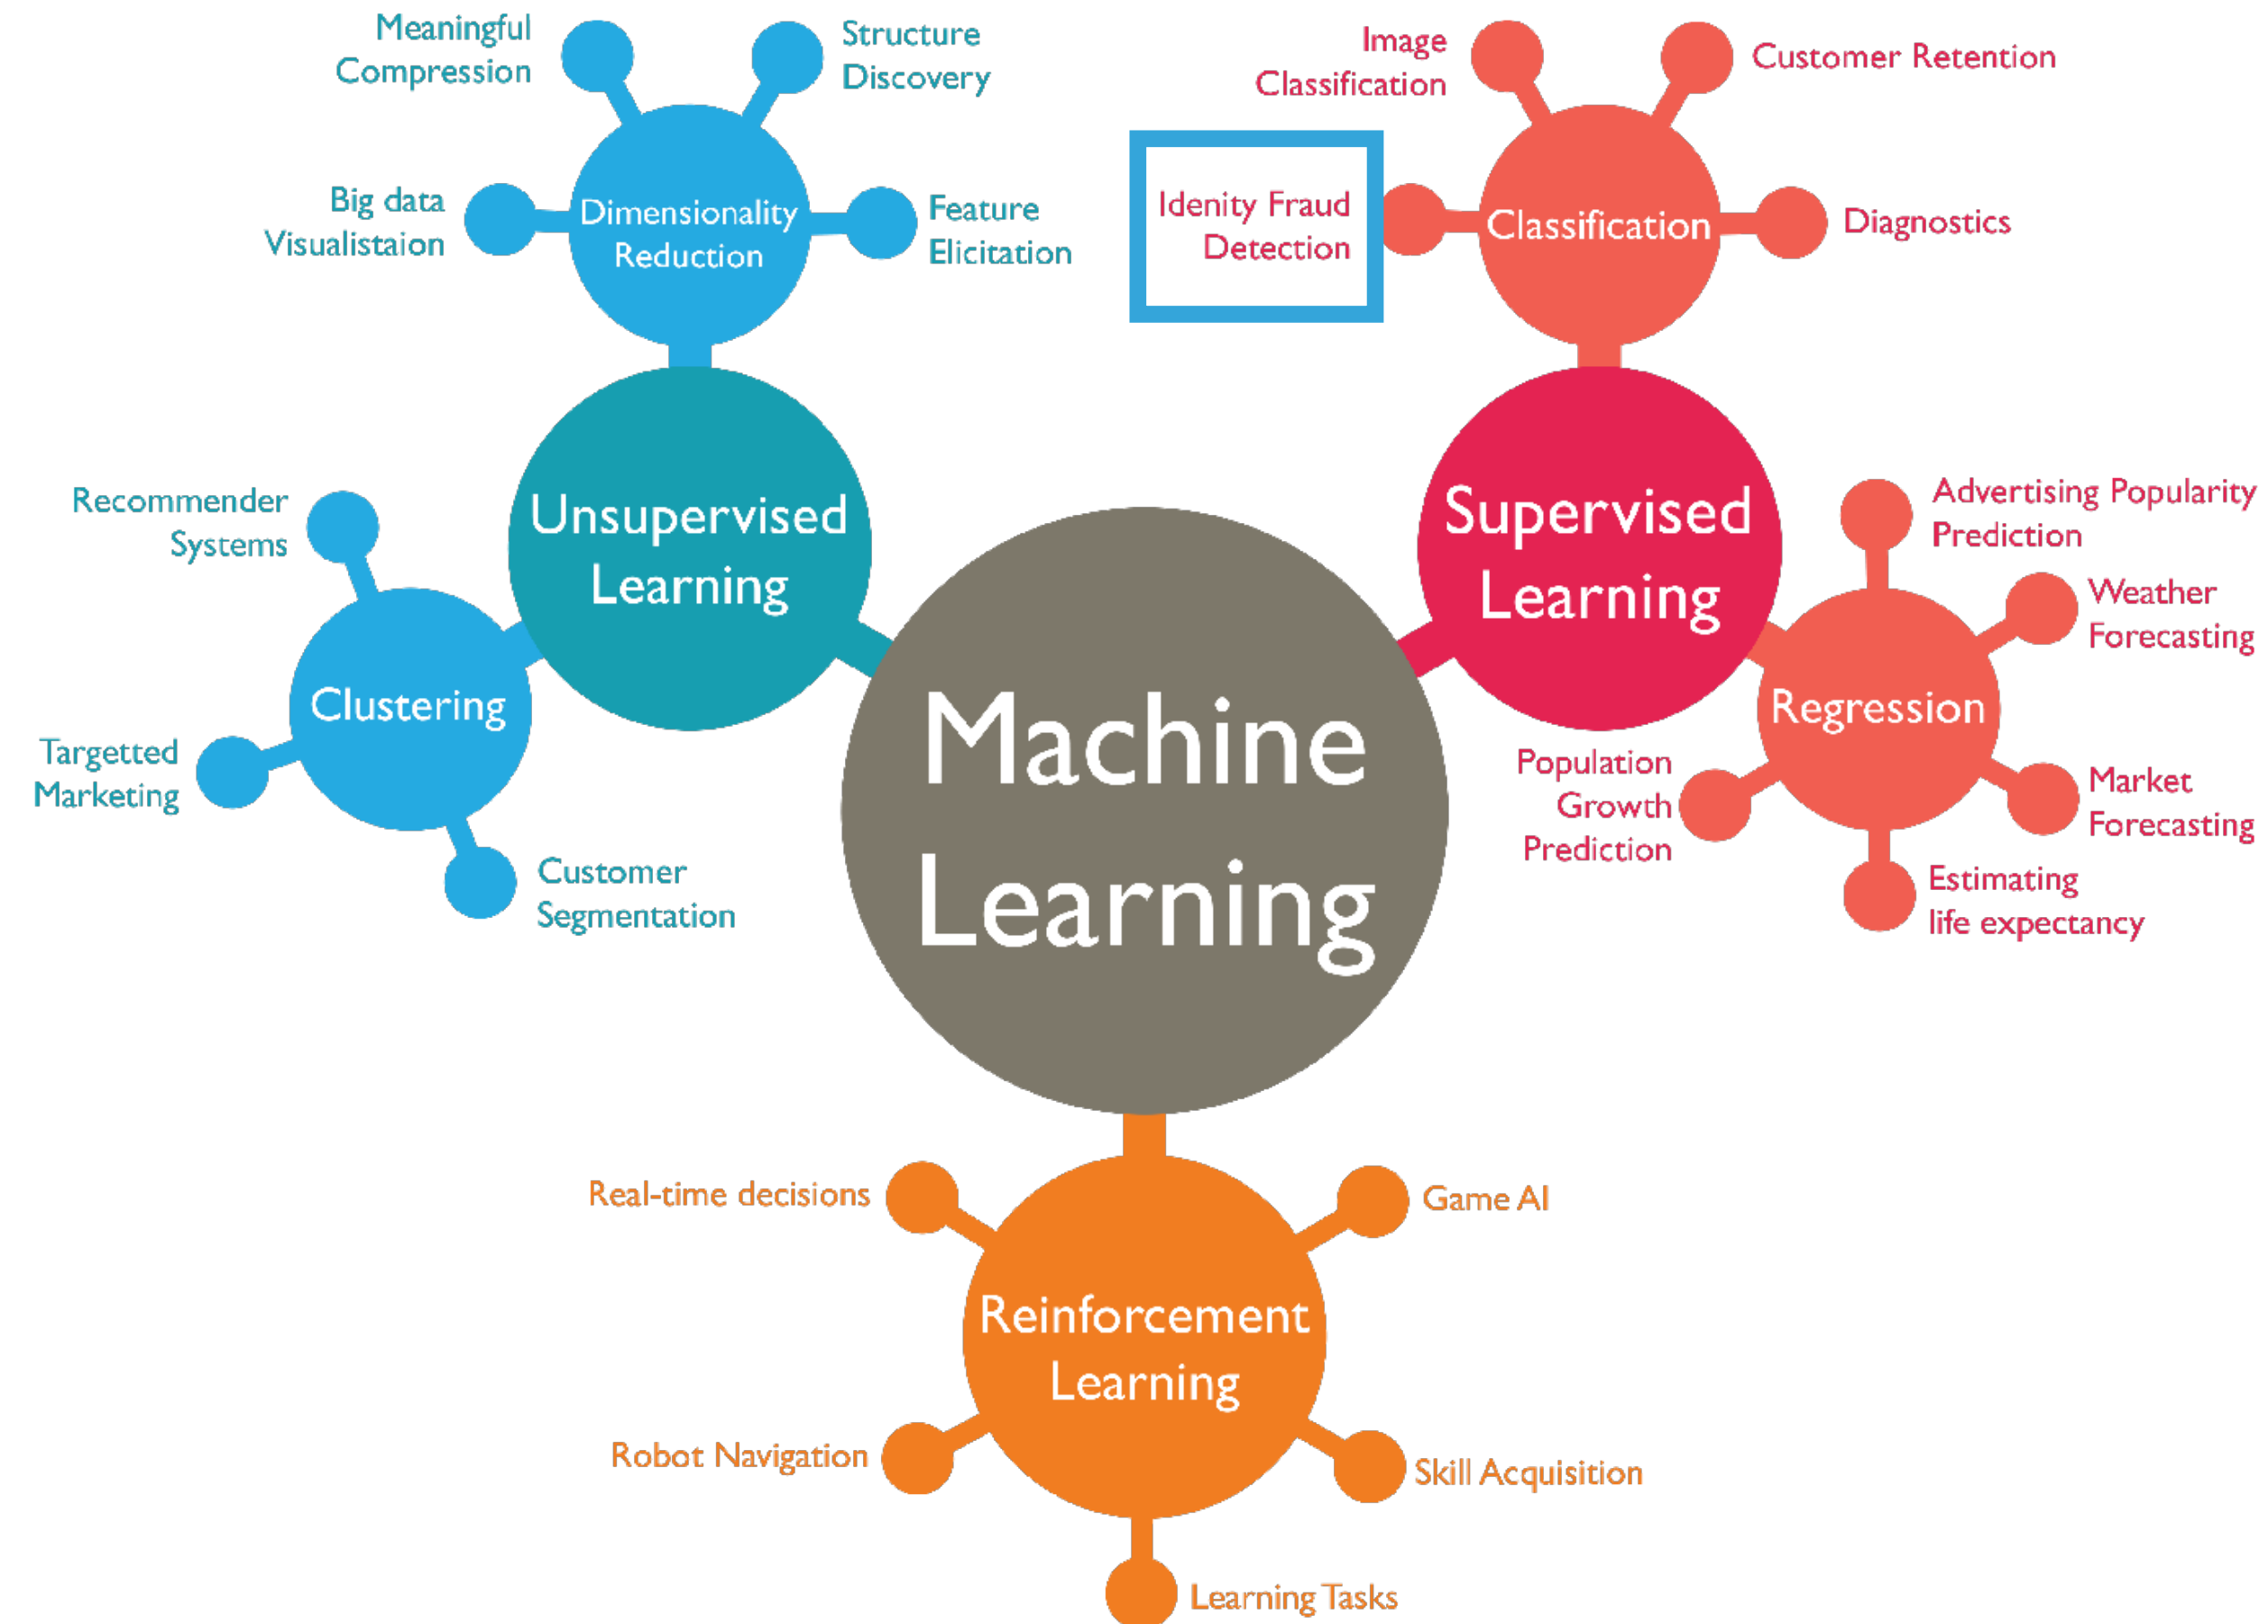 Meaningful
Compression
Structure
Discovery
Big data
Visualistaion
Dimensionality
Reduction
Feature
Elicitation
Image
Classification
Customer Retention
Idenity Fraud
Detection
Classification
Diagnostics
Unsupervised
Learning
Recommender
Systems
Clustering
Targetted
Marketing
Customer
Segmentation
Supervised
Learning
Advertising Popularity
Prediction
Weather
Forecasting
Regression
Population
Growth
Prediction
Market
Forecasting
Estimating
life expectancy
Machine
Learning
Real-time decisions
Game AI
Reinforcement
Learning
Robot Navigation
Skill Acquisition
Learning Tasks